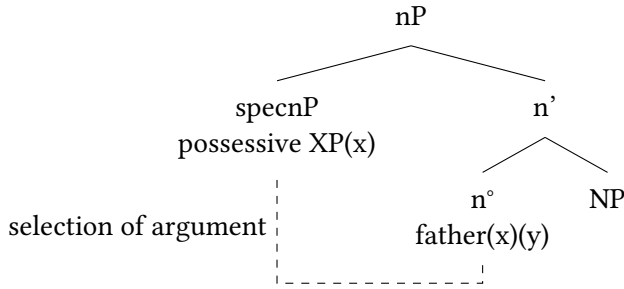 nP
specnP
n’
possessive XP(x)
n°
NP
selection of argument
father(x)(y)